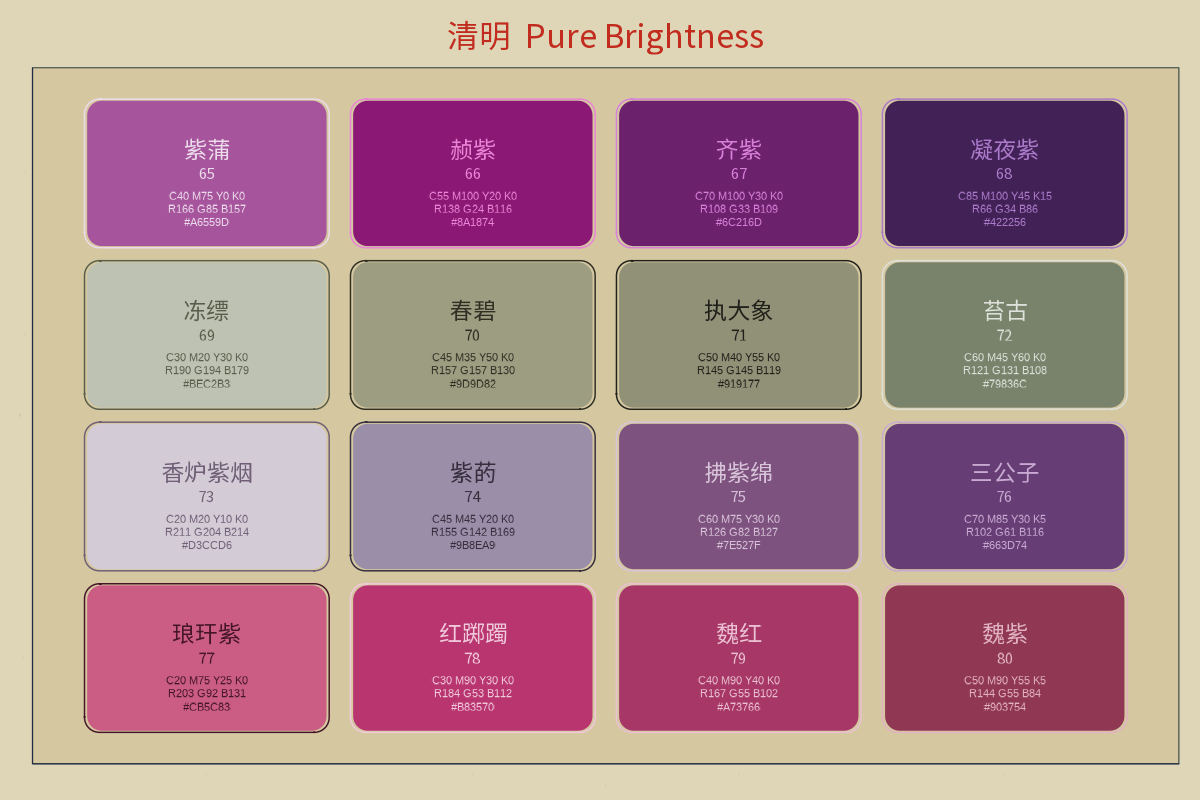 清明 Pure Brightness
紫蒲
65
C40 M75 Y0 K0
R166 G85 B157
#A6559D
赪紫
66
C55 M100 Y20 K0
R138 G24 B116
#8A1874
齐紫
67
C70 M100 Y30 K0
R108 G33 B109
#6C216D
凝夜紫
68
C85 M100 Y45 K15
R66 G34 B86
#422256
冻缥
69
C30 M20 Y30 K0
R190 G194 B179
#BEC2B3
春碧
70
C45 M35 Y50 K0
R157 G157 B130
#9D9D82
执大象
71
C50 M40 Y55 K0
R145 G145 B119
#919177
苔古
72
C60 M45 Y60 K0
R121 G131 B108
#79836C
香炉紫烟
73
C20 M20 Y10 K0
R211 G204 B214
#D3CCD6
紫菂
74
C45 M45 Y20 K0
R155 G142 B169
#9B8EA9
拂紫绵
75
C60 M75 Y30 K0
R126 G82 B127
#7E527F
三公子
76
C70 M85 Y30 K5
R102 G61 B116
#663D74
琅玕紫
77
C20 M75 Y25 K0
R203 G92 B131
#CB5C83
红踯躅
78
C30 M90 Y30 K0
R184 G53 B112
#B83570
魏红
79
C40 M90 Y40 K0
R167 G55 B102
#A73766
魏紫
80
C50 M90 Y55 K5
R144 G55 B84
#903754